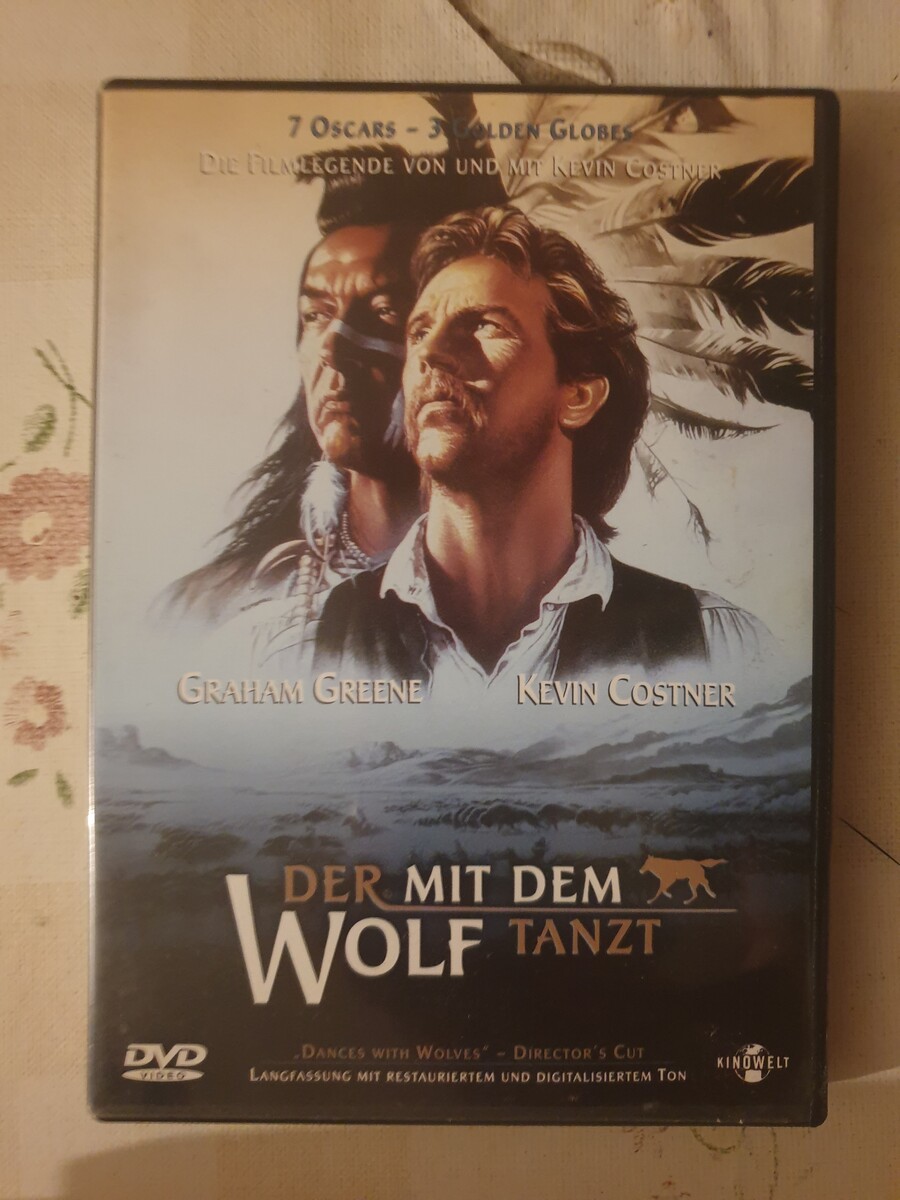 7 Oscars – 3 Golden Globes
Die Filmlegende von und mit Kevin Costner
Graham Greene
Kevin Costner
DER MIT DEM
WOLF TANZT
„Dances with Wolves“ – Director's Cut
Langfassung mit restauriertem und digitalisiertem Ton
DVD
VIDEO
KINOWELT